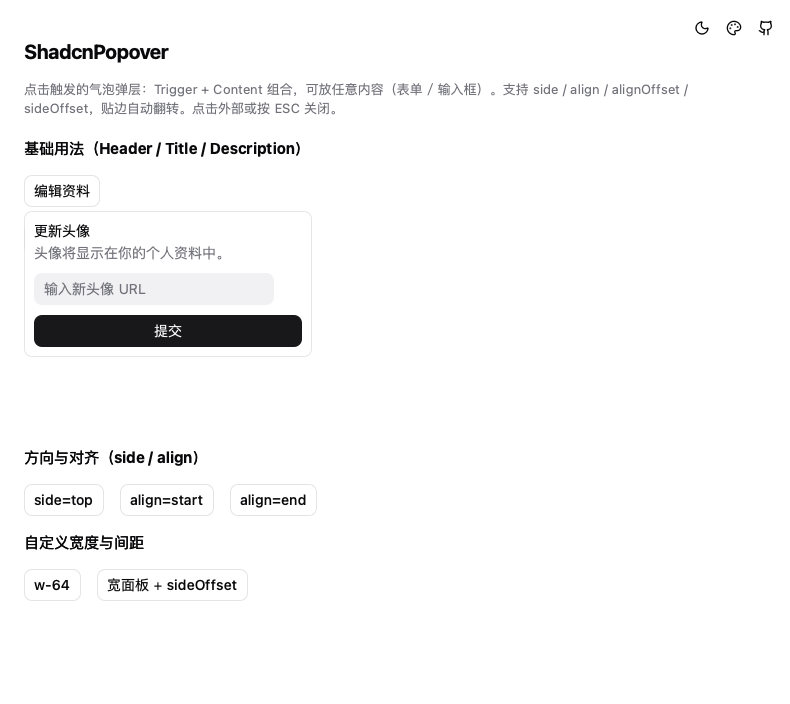 ShadcnPopover
点击触发的气泡弹层：Trigger + Content 组合，可放任意内容（表单 / 输入框）。支持 side / align / alignOffset /
sideOffset，贴边自动翻转。点击外部或按 ESC 关闭。
基础用法（Header / Title / Description）
编辑资料
更新头像
头像将显示在你的个人资料中。
输入新头像 URL
提交
方向与对齐（side / align）
side=top align=start align=end
自定义宽度与间距
w-64 宽面板 + sideOffset